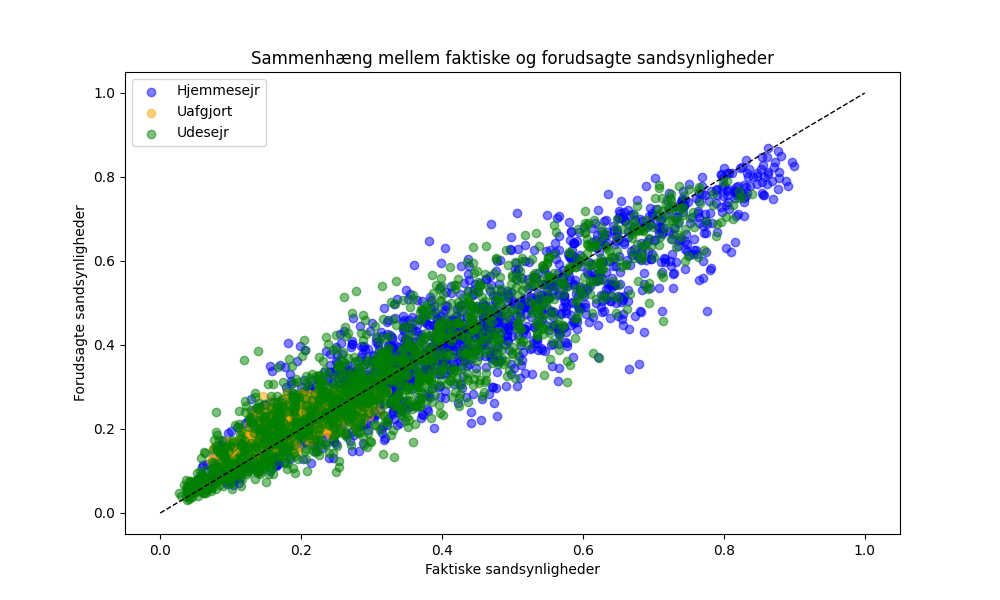 Sammenhæng mellem faktiske og forudsagte sandsynligheder
Hjemmesejr
Uafgjort
Udesejr
1.0
0.8
0.6
0.4
0.2
0.0
Forudsagte sandsynligheder
0.0 0.2 0.4 0.6 0.8 1.0
Faktiske sandsynligheder